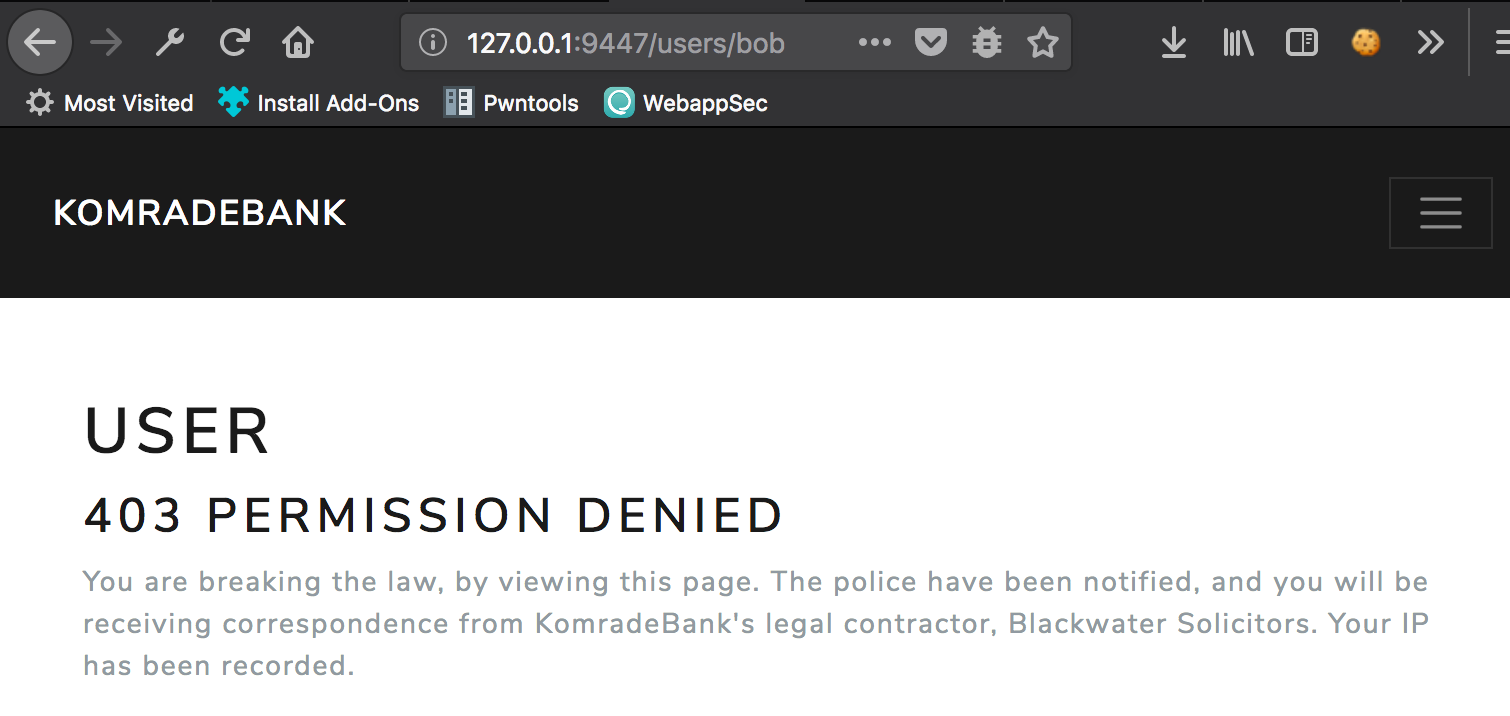 127.0.0.1:9447/users/bob
Most Visited Install Add-Ons Pwntools WebappSec
KOMRADEBANK
USER
403 PERMISSION DENIED
You are breaking the law, by viewing this page. The police have been notified, and you will be
receiving correspondence from KomradeBank's legal contractor, Blackwater Solicitors. Your IP
has been recorded.